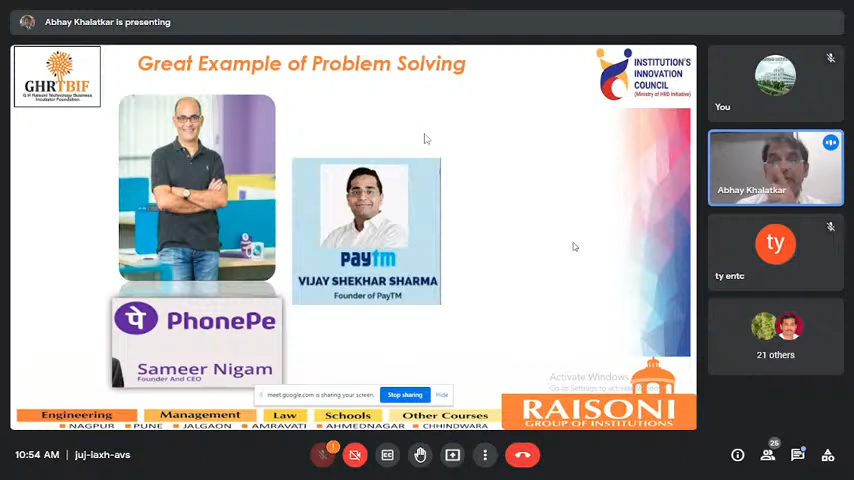 Abhay Khalatkar is presenting
GHRTBIF
G H Raisoni Technology Business
Incubator Foundation
Great Example of Problem Solving
INSTITUTION'S
INNOVATION
COUNCIL
(Ministry of HRD Initiative)
paytm
VIJAY SHEKHAR SHARMA
Founder of PayTM
पे PhonePe
Sameer Nigam
Founder And CEO
meet.google.com is sharing your screen.
Stop sharing
Hide
Activate Windows
Go to Settings to activate
Engineering Management Law Schools Other Courses
NAGPUR PUNE JALGAON AMRAVATI AHMEDNAGAR CHHINDWARA
RAISONI
GROUP OF INSTITUTIONS
You
Abhay Khalatkar
ty
ty entc
21 others
10:54 AM | juj-iaxh-avs
!
CC
25